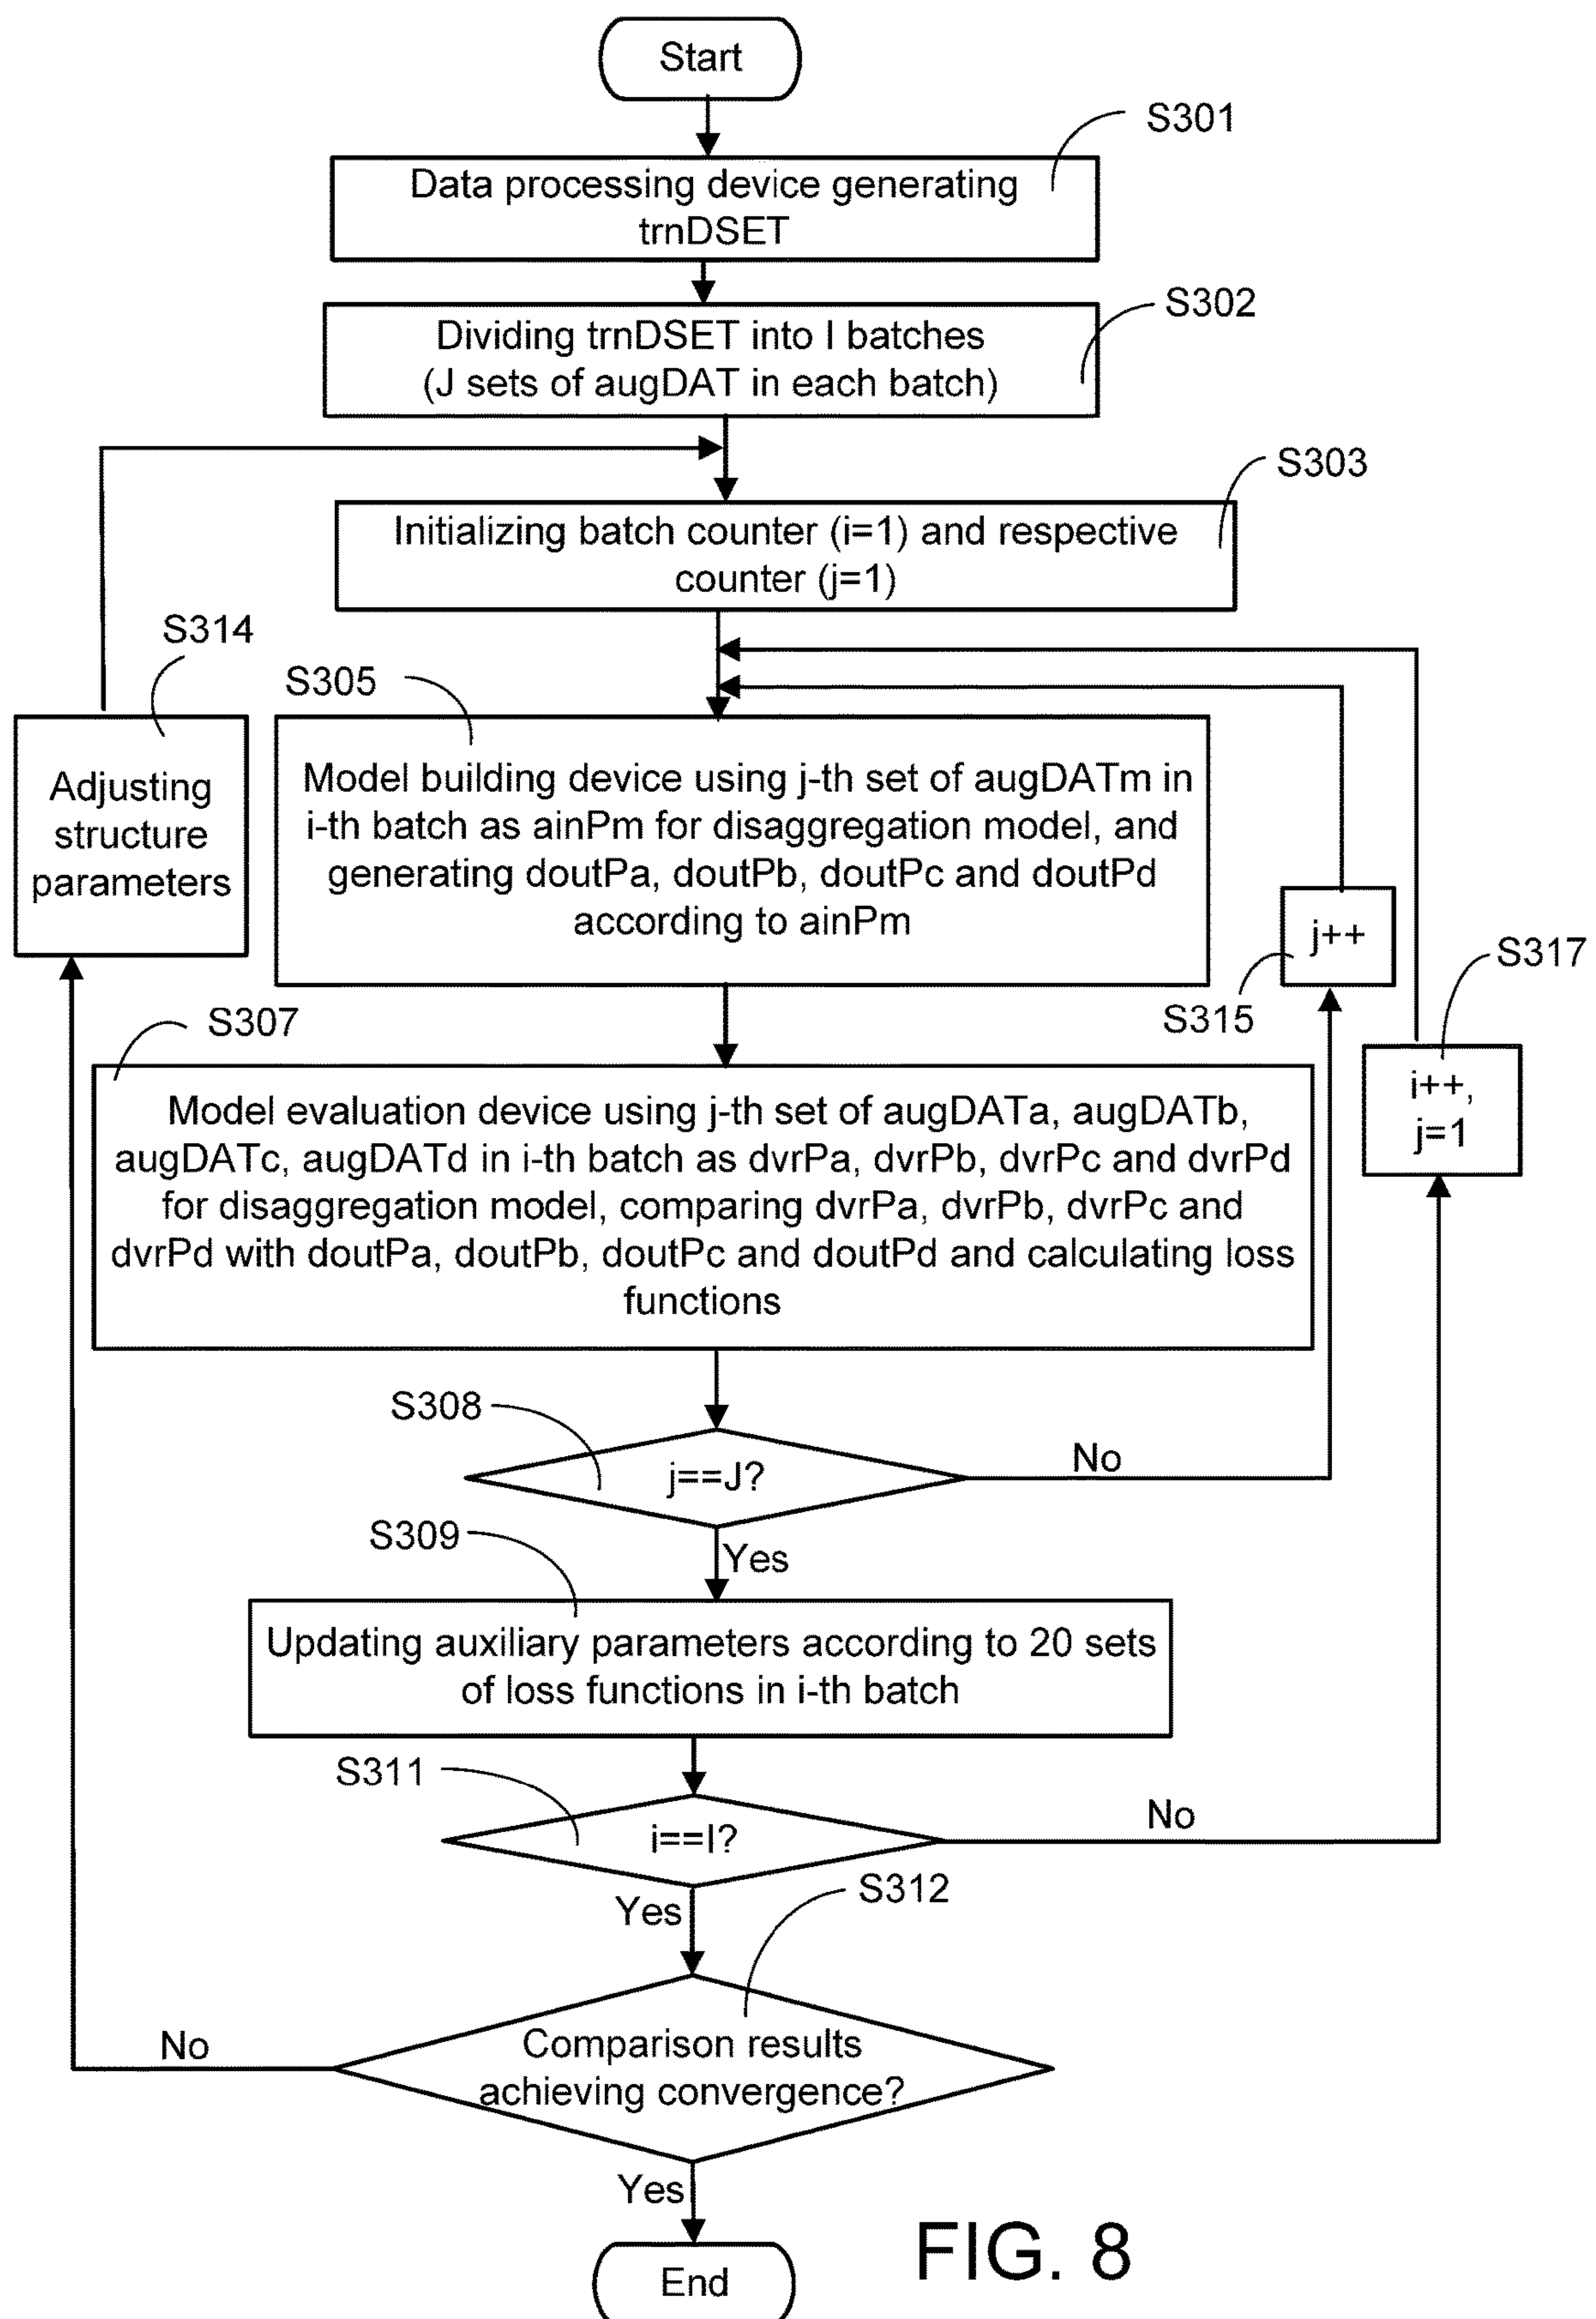 Start
S301
Data processing device generating
trnDSET
S302
Dividing trnDSET into I batches
(J sets of augDAT in each batch)
S303
Initializing batch counter (i=1) and respective
counter (j=1)
S314
Adjusting
structure
parameters
S305
Model building device using j-th set of augDATm in
i-th batch as ainPm for disaggregation model, and
generating doutPa, doutPb, doutPc and doutPd
according to ainPm
j++
S315
S317
i++,
j=1
S307
Model evaluation device using j-th set of augDATa, augDATb,
augDATc, augDATd in i-th batch as dvrPa, dvrPb, dvrPc and dvrPd
for disaggregation model, comparing dvrPa, dvrPb, dvrPc and
dvrPd with doutPa, doutPb, doutPc and doutPd and calculating loss
functions
S308
j==J?
No
Yes
S309
Updating auxiliary parameters according to 20 sets
of loss functions in i-th batch
S311
i==I?
No
Yes
S312
Comparison results
achieving convergence?
No
Yes
End
FIG. 8